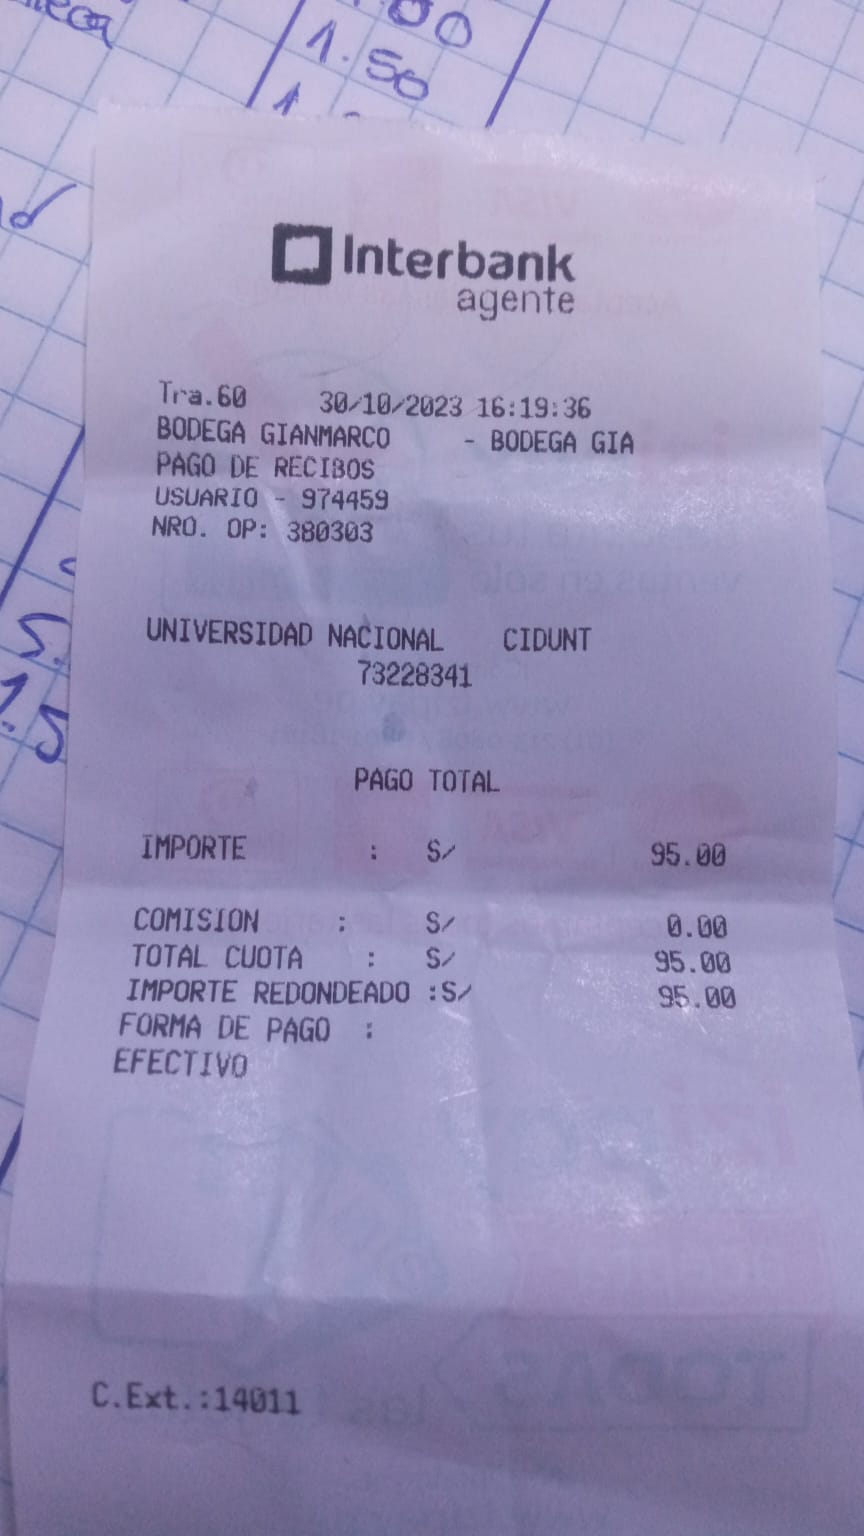 1.50
Interbank
agente
Tra.60 30/10/2023 16:19:36
BODEGA GIANMARCO - BODEGA GIA
PAGO DE RECIBOS
USUARIO - 974459
NRO. OP: 380303
UNIVERSIDAD NACIONAL CIDUNT
73228341
PAGO TOTAL
IMPORTE : S/ 95.00
COMISION : S/ 0.00
TOTAL CUOTA : S/ 95.00
IMPORTE REDONDEADO :S/ 95.00
FORMA DE PAGO :
EFECTIVO
C.Ext.:14011